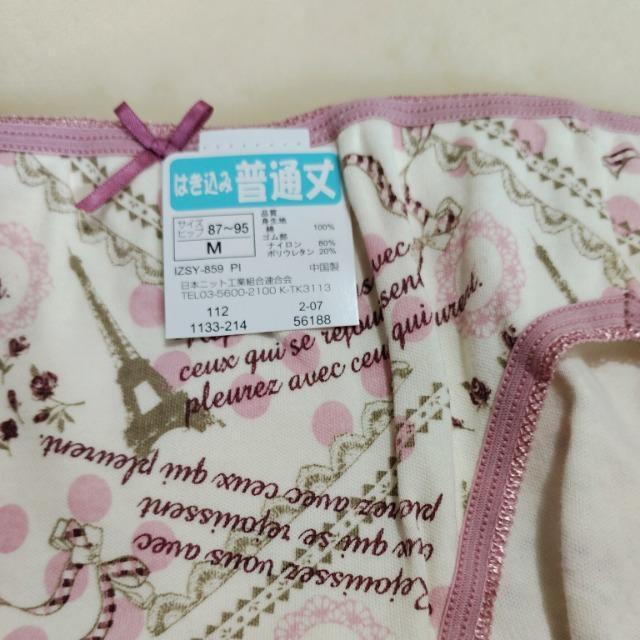 はき込み 普通丈
サイズ
ヒップ 87~95
M
品質
身生地
綿 100%
ゴム部
ナイロン 80%
ポリウレタン 20%
IZSY-859 PI 中国製
日本ニット工業組合連合会
TEL03-5600-2100 K-TK3113
112 2-07
1133-214 56188
avec
ceux qui se réjouissent
pleurez avec ceux qui
ceux qui urent.
pleurez avec ceux qui pleurent.
qui se réjouissent
Réjouissez vous avec